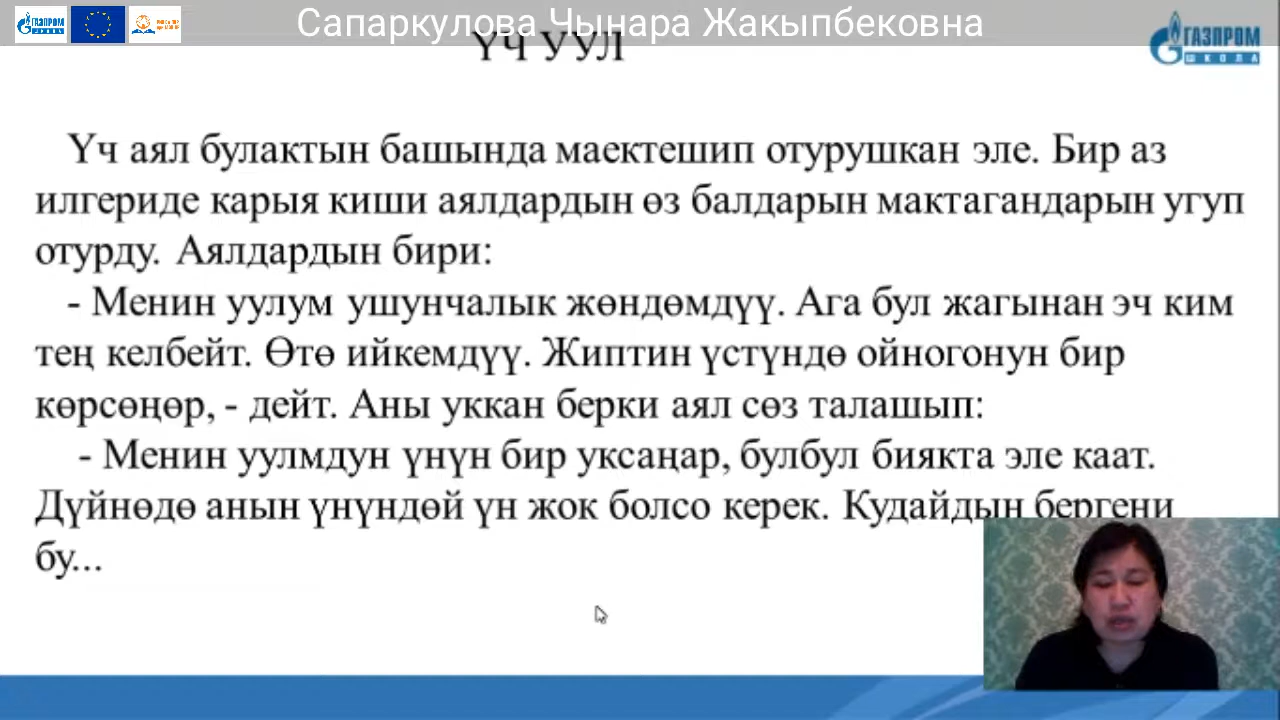 Сапаркулова Чынара Жакыпбековна
ҮЧ УУЛ
ГАЗПРОМ
ШКОЛА
Үч аял булактын башында маектешип отурушкан эле. Бир аз
илгериде карыя киши аялдардын өз балдарын мактагандарын угуп
отурду. Аялдардын бири:
- Менин уулум ушунчалык жөндөмдүү. Ага бул жагынан эч ким
тең келбейт. Өтө ийкемдүү. Жиптин үстүндө ойногонун бир
көрсөңөр, - дейт. Аны уккан берки аял сөз талашып:
- Менин уулмдун үнүн бир уксаңар, булбул биякта эле каат.
Дүйнөдө анын үнүндөй үн жок болсо керек. Кудайдын бергени
бу...